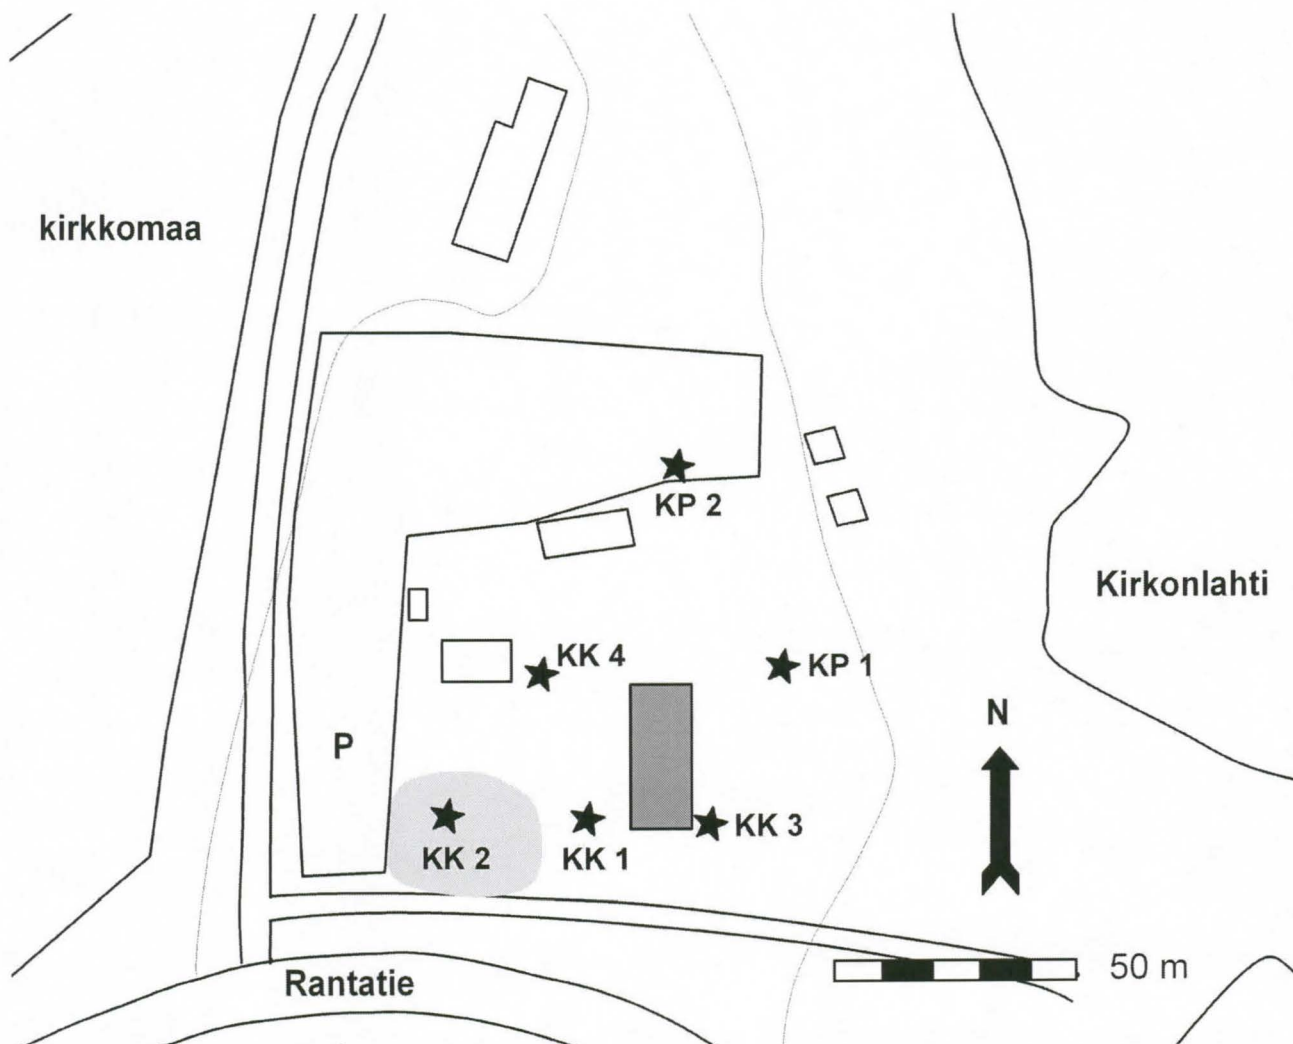 kirkkomaa
KP 2
Kirkonlahti
KK 4
KP 1
N
P
KK 3
KK 2
KK 1
50 m
Rantatie